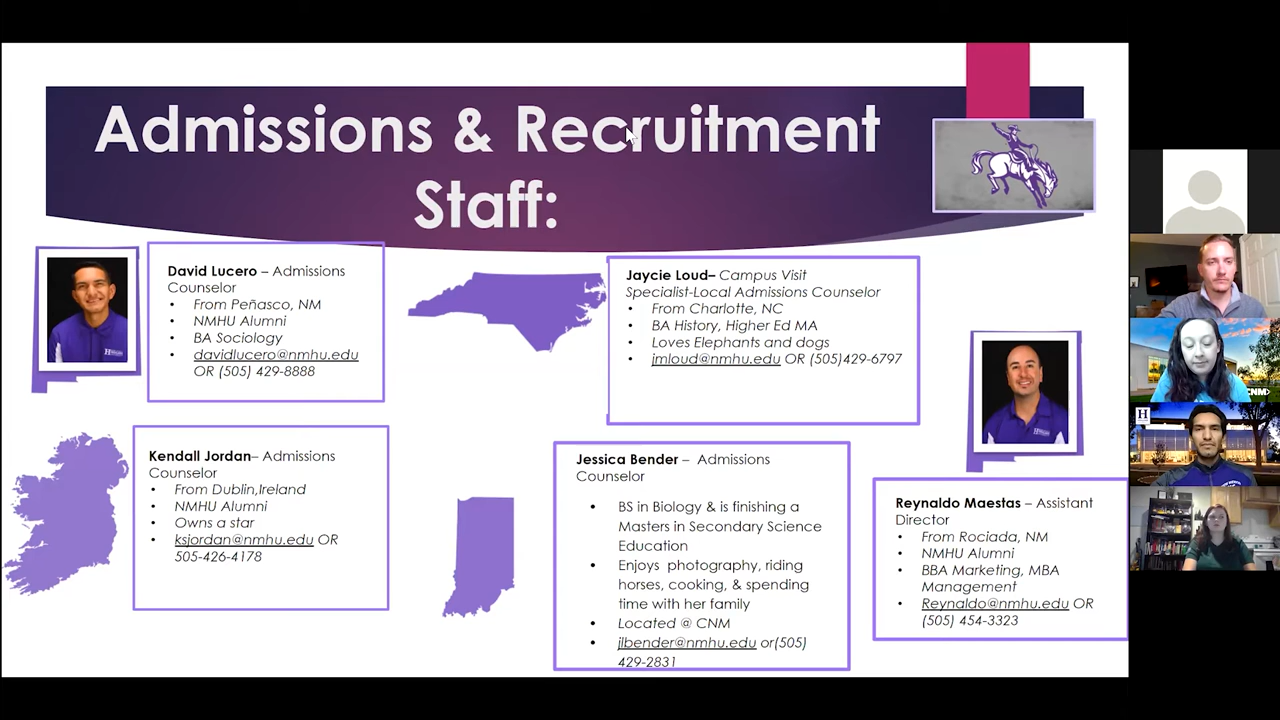 Admissions & Recruitment
Staff:
David Lucero – Admissions
Counselor
• From Peñasco, NM
• NMHU Alumni
• BA Sociology
• davidlucero@nmhu.edu
OR (505) 429-8888
Jaycie Loud– Campus Visit
Specialist-Local Admissions Counselor
• From Charlotte, NC
• BA History, Higher Ed MA
• Loves Elephants and dogs
• jmloud@nmhu.edu OR (505)429-6797
Kendall Jordan– Admissions
Counselor
• From Dublin,Ireland
• NMHU Alumni
• Owns a star
• ksjordan@nmhu.edu OR
505-426-4178
Jessica Bender – Admissions
Counselor
• BS in Biology & is finishing a
Masters in Secondary Science
Education
• Enjoys photography, riding
horses, cooking, & spending
time with her family
• Located @ CNM
• jlbender@nmhu.edu or(505)
429-2831
Reynaldo Maestas – Assistant
Director
• From Rociada, NM
• NMHU Alumni
• BBA Marketing, MBA
Management
• Reynaldo@nmhu.edu OR
(505) 454-3323
CNM
H